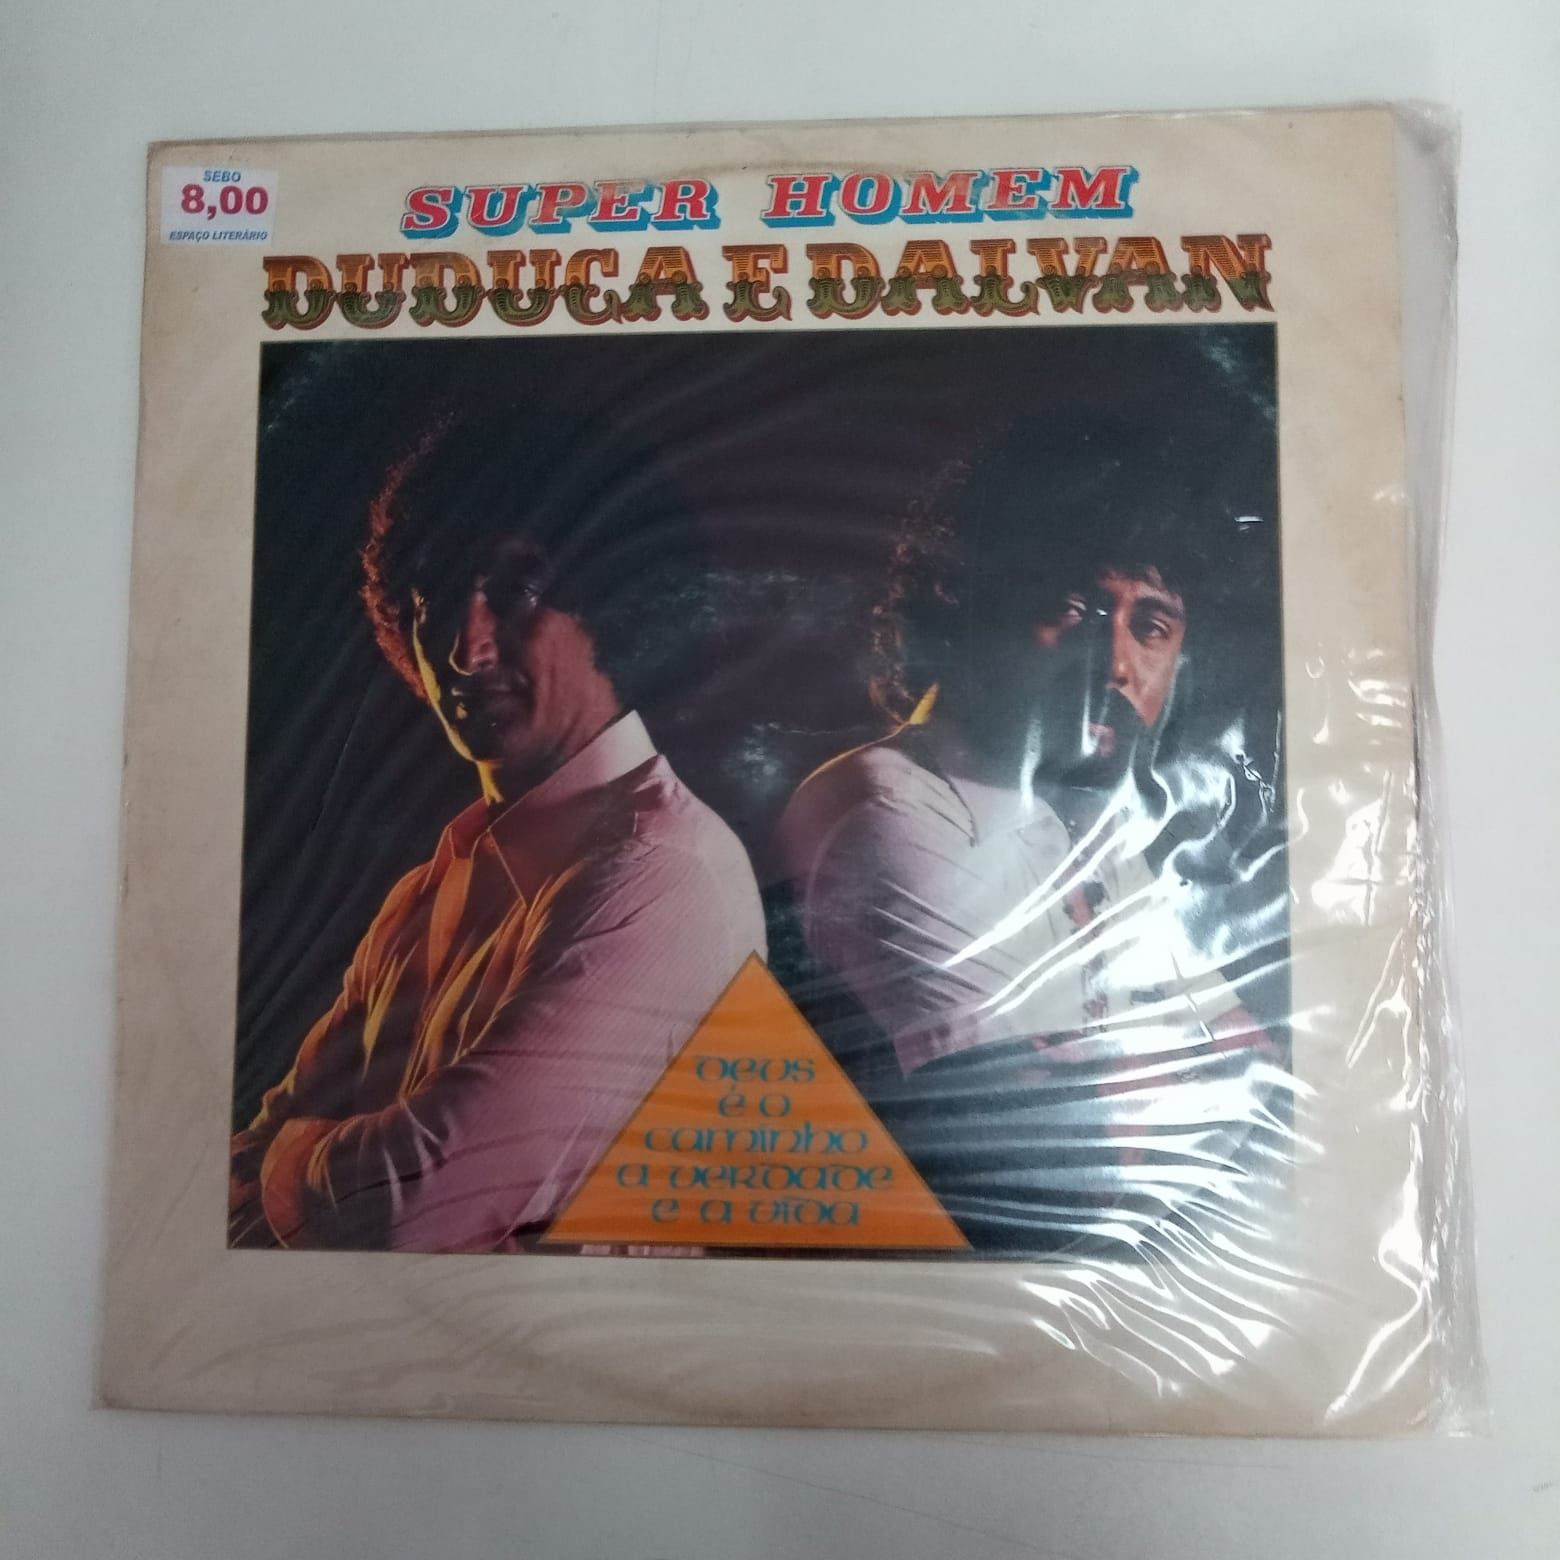 SEBO
8,00
ESPAÇO LITERÁRIO
SUPER HOMEM
DUDUCA E DALVAN
DEUS
É O
CAMINHO
A VERDADE
E A VIDA